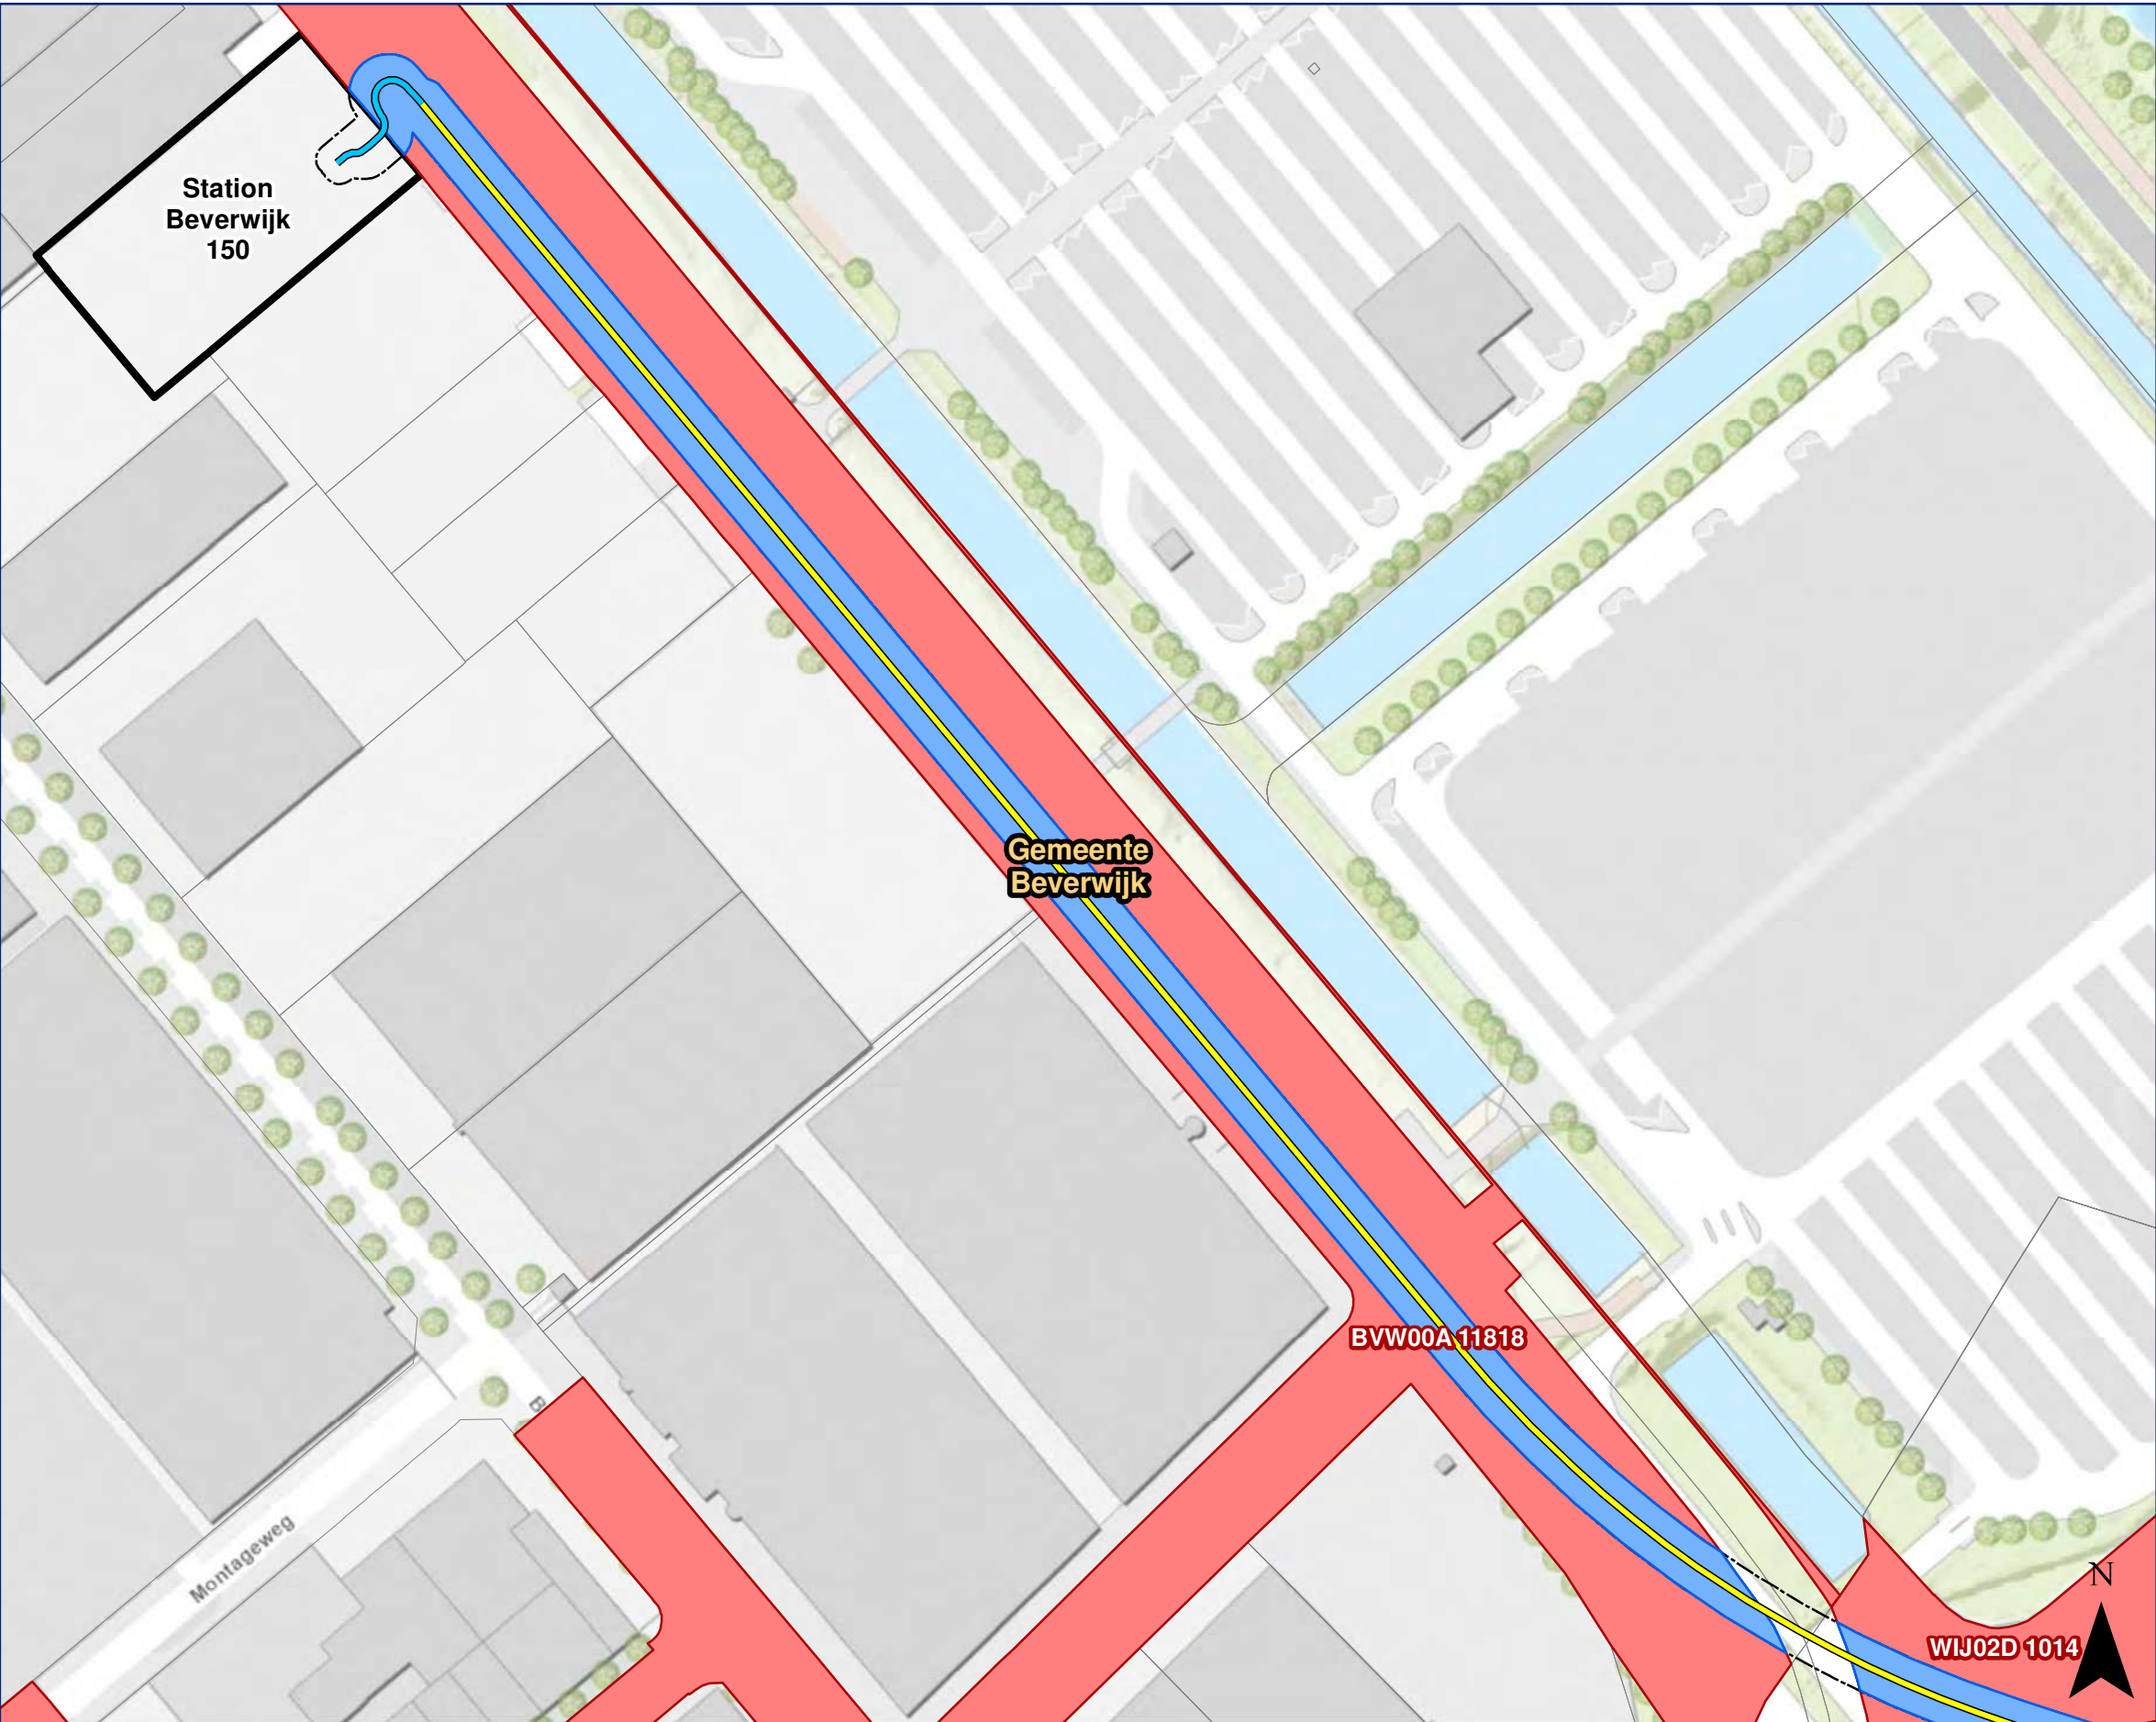 Station
Beverwijk
150
Gemeente
Beverwijk
BVW00A 11818
B
Montageweg
N
WIJ02D 1014